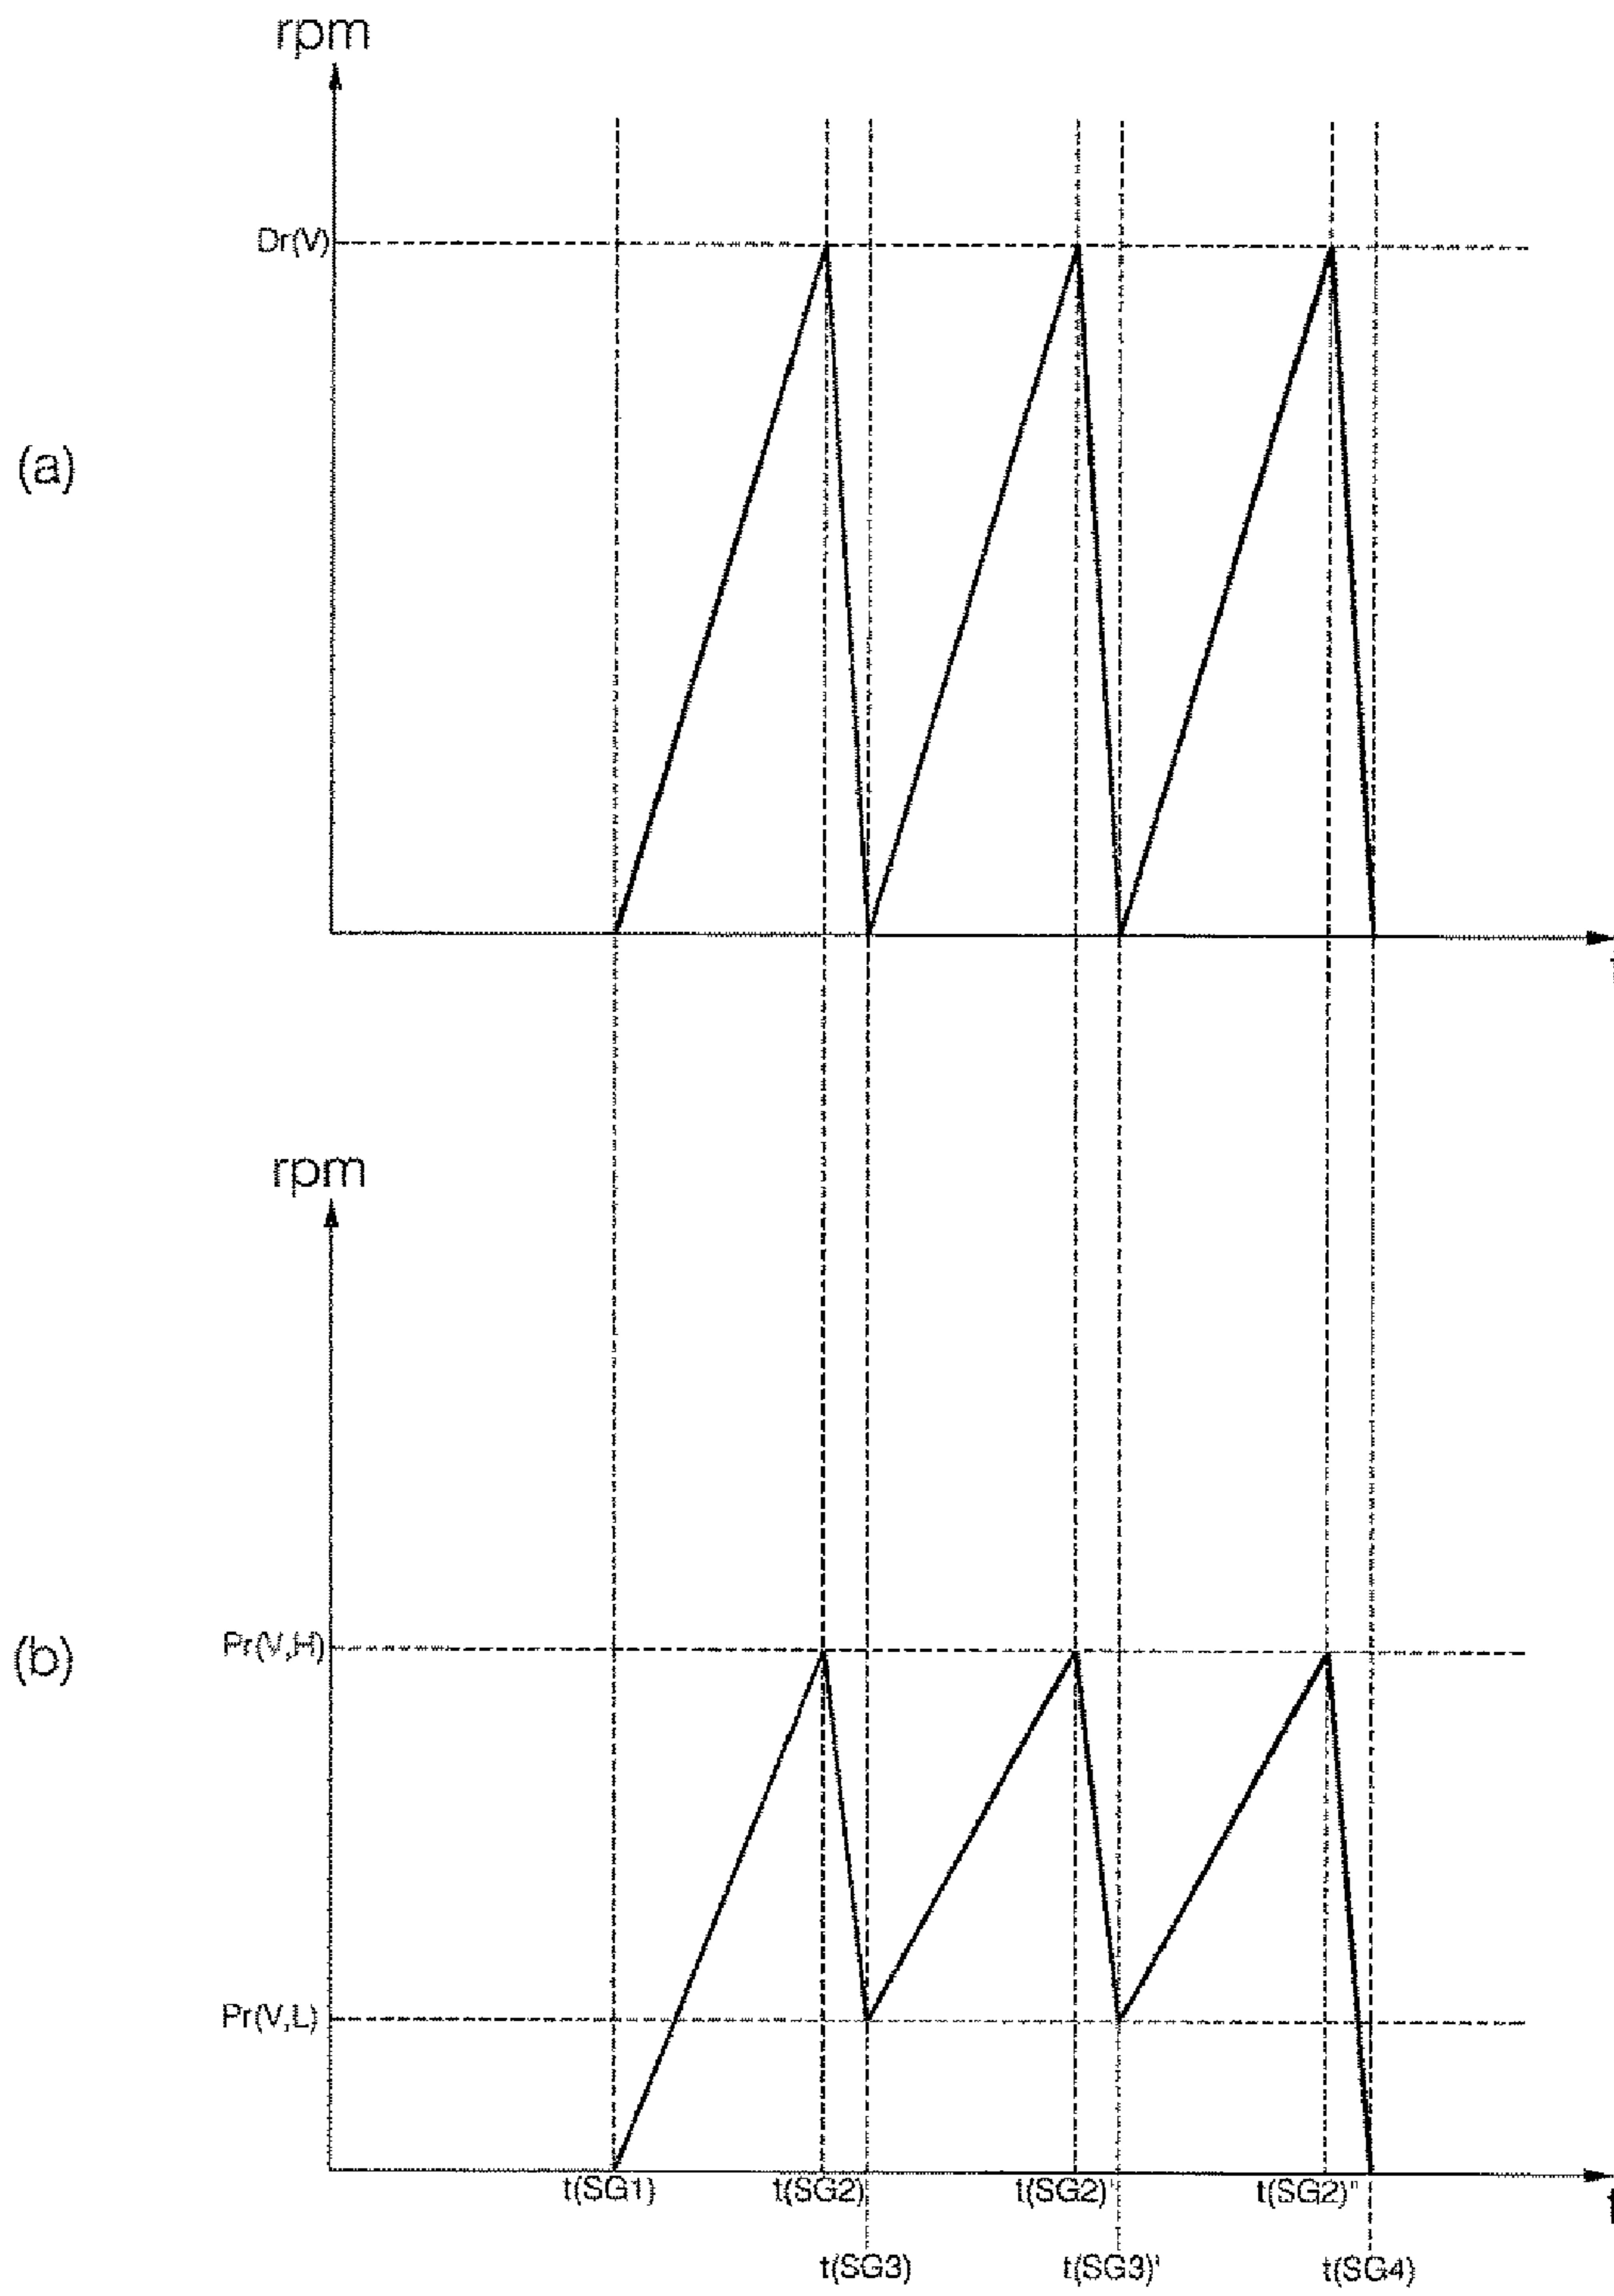 rpm
Dr(V)
(a)
t
rpm
Pr(V,H)
(b)
Pr(V,L)
t(SG1) t(SG2) t(SG2)' t(SG2)''
t
t(SG3) t(SG3)' t(SG4)